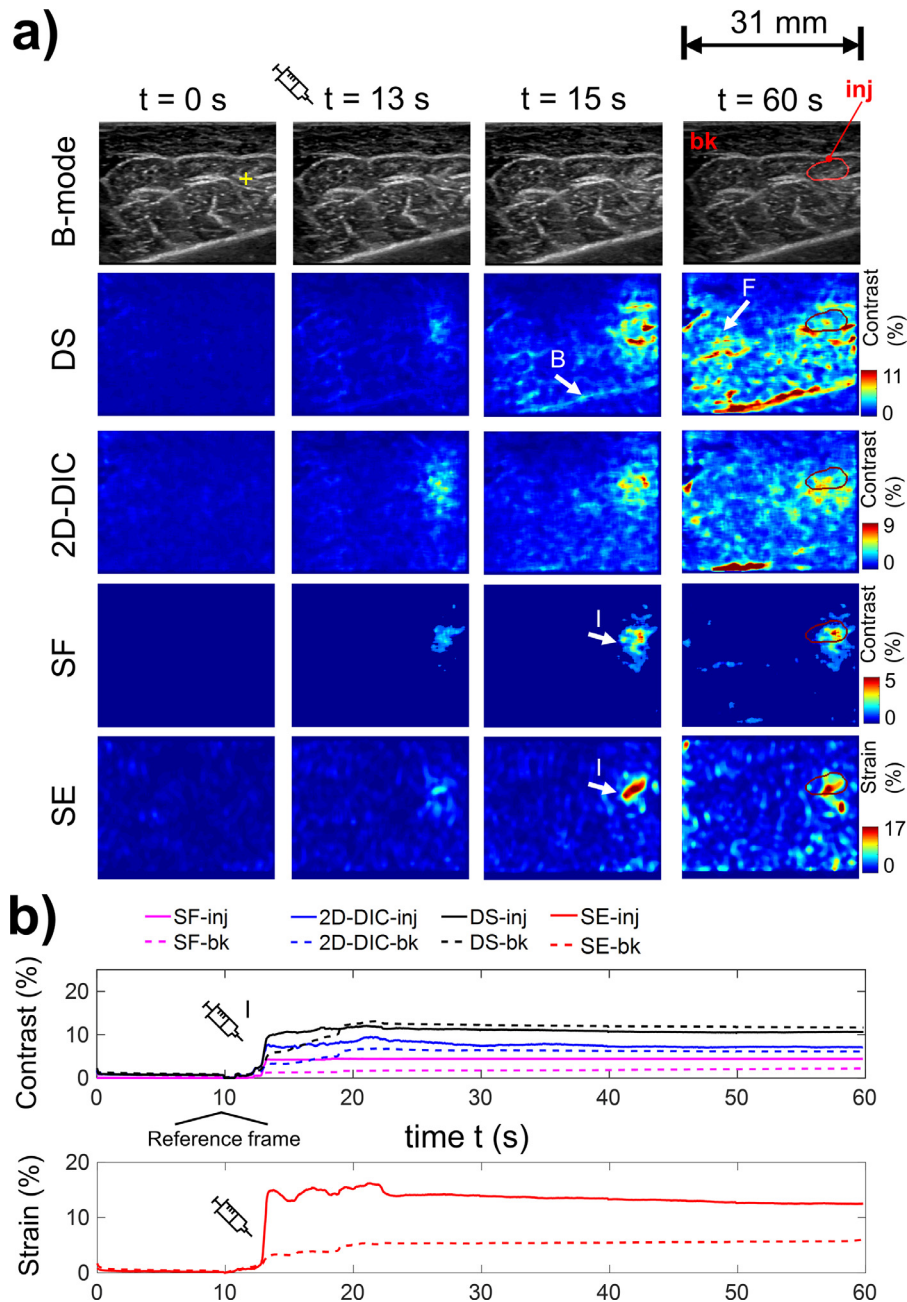 a)
31 mm
t = 0 s
t = 13 s
t = 15 s
t = 60 s
inj
B-mode
+
bk
DS
B
F
Contrast (%)
11
0
2D-DIC
Contrast (%)
9
0
SF
I
Contrast (%)
5
0
SE
I
Strain (%)
17
0
b)
SF-inj 2D-DIC-inj DS-inj SE-inj
SF-bk 2D-DIC-bk DS-bk SE-bk
Contrast (%)
20
10
0
I
0 10 20 30 40 50 60
Reference frame
time t (s)
Strain (%)
20
10
0
0 10 20 30 40 50 60